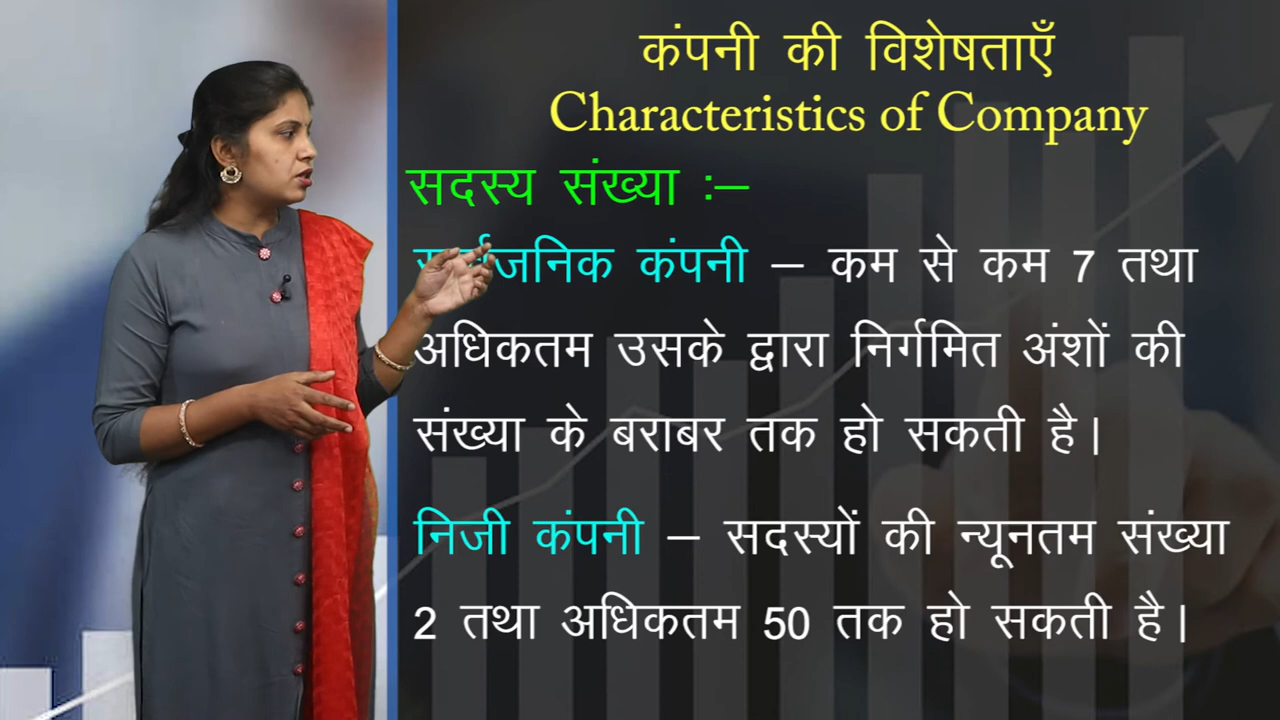 कंपनी की विशेषताएँ
Characteristics of Company
सदस्य संख्या :–
कंपनी – कम से कम 7 तथा
अधिकतम उसके द्वारा निर्गमित अंशों की
संख्या के बराबर तक हो सकती है।
निजी कंपनी – सदस्यों की न्यूनतम संख्या
2 तथा अधिकतम 50 तक हो सकती है।